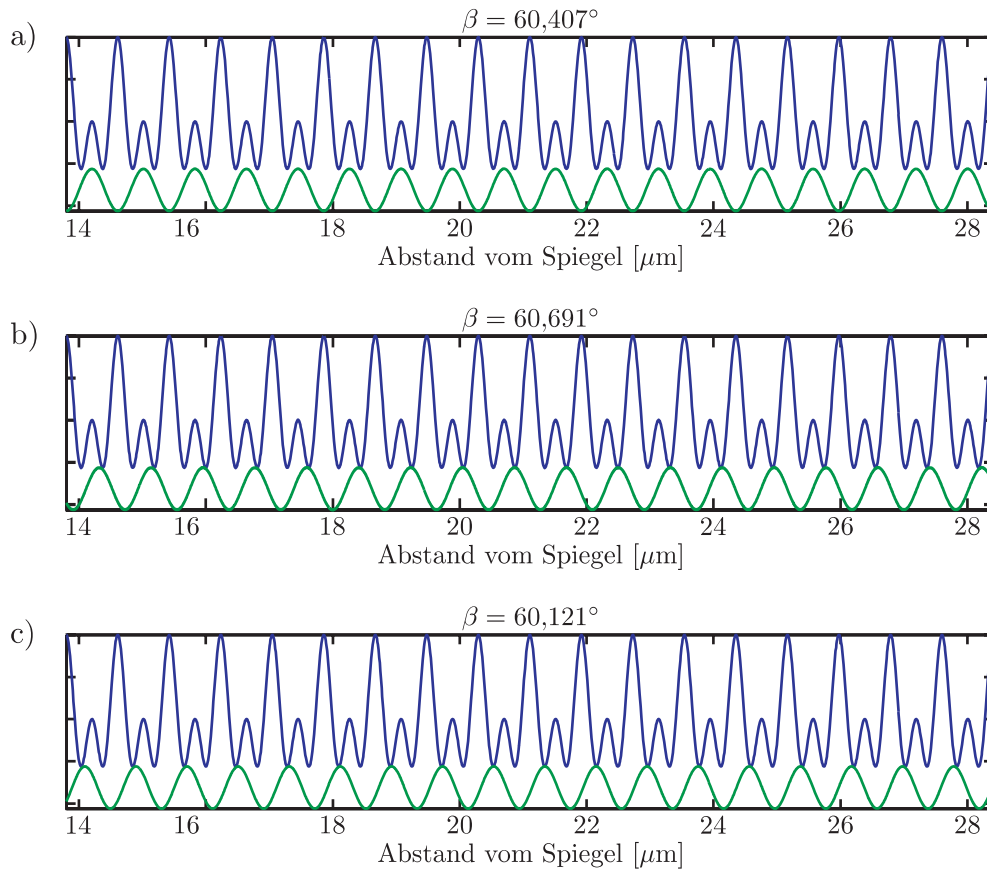 a)
β = 60,407°
14 16 18 20 22 24 26 28
Abstand vom Spiegel [μm]
b)
β = 60,691°
14 16 18 20 22 24 26 28
Abstand vom Spiegel [μm]
c)
β = 60,121°
14 16 18 20 22 24 26 28
Abstand vom Spiegel [μm]